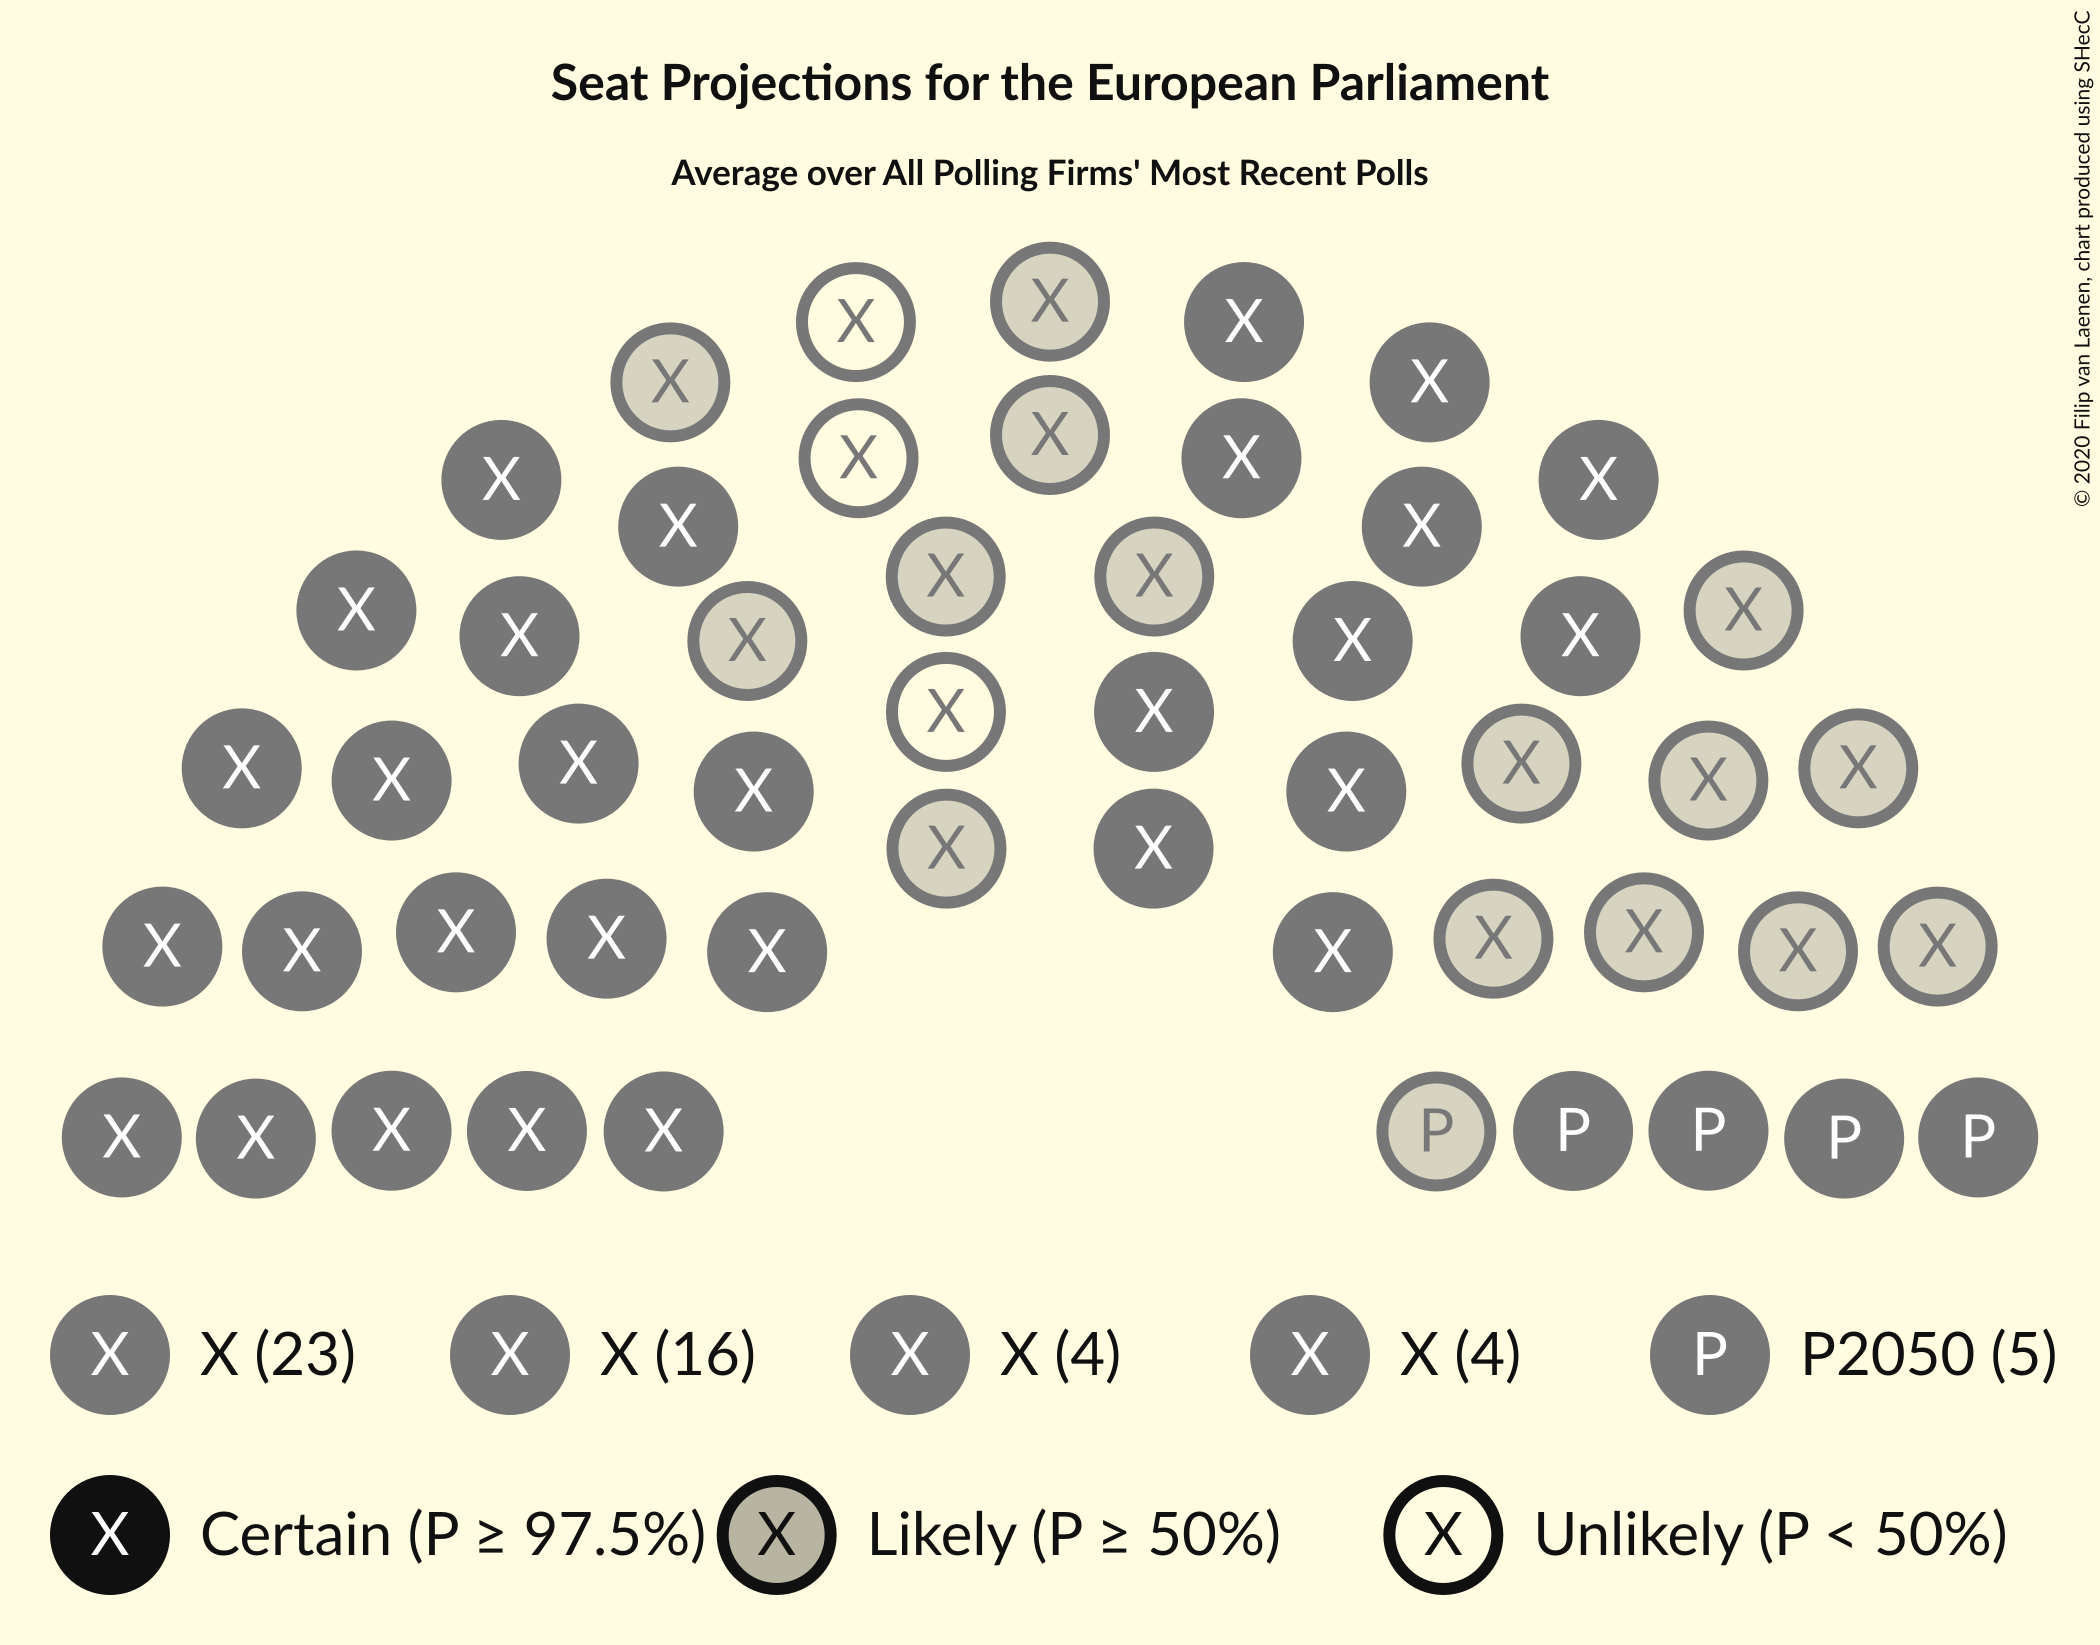 Seat Projections for the European Parliament
Average over All Polling Firms' Most Recent Polls
© 2020 Filip van Laenen, chart produced using SHecC
X X X X X
X X X X
X X X X X X
X X X X X X X X
X X X X X X X X X X
X X X X X X X X X X
P P P P P
X X X X X
X X (23) X X (16) X X (4) X X (4) P P2050 (5)
X Certain (P ≥ 97.5%) X Likely (P ≥ 50%) X Unlikely (P < 50%)